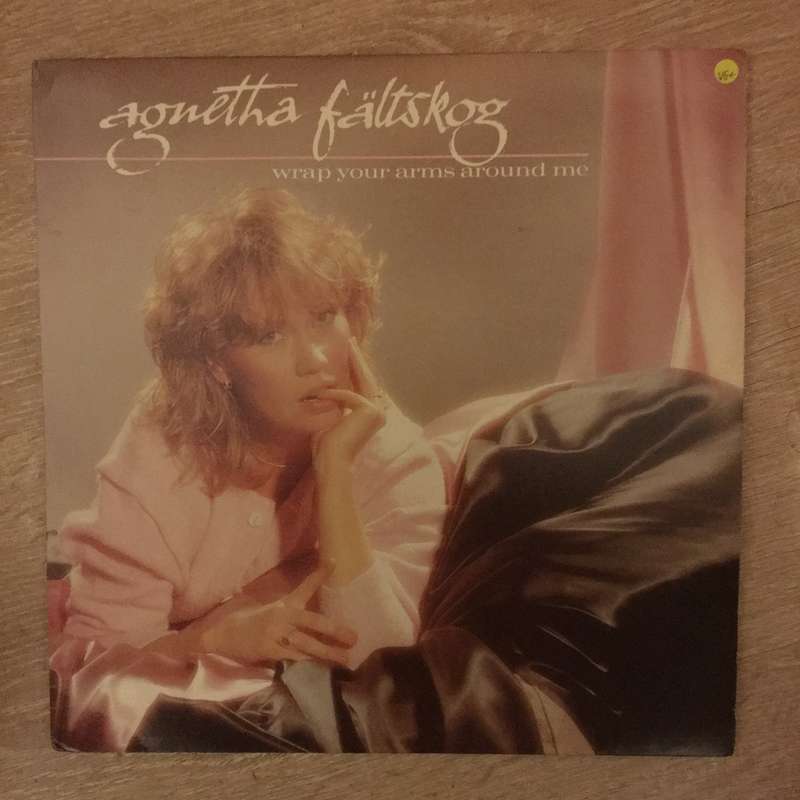 agnetha fältskog
wrap your arms around me